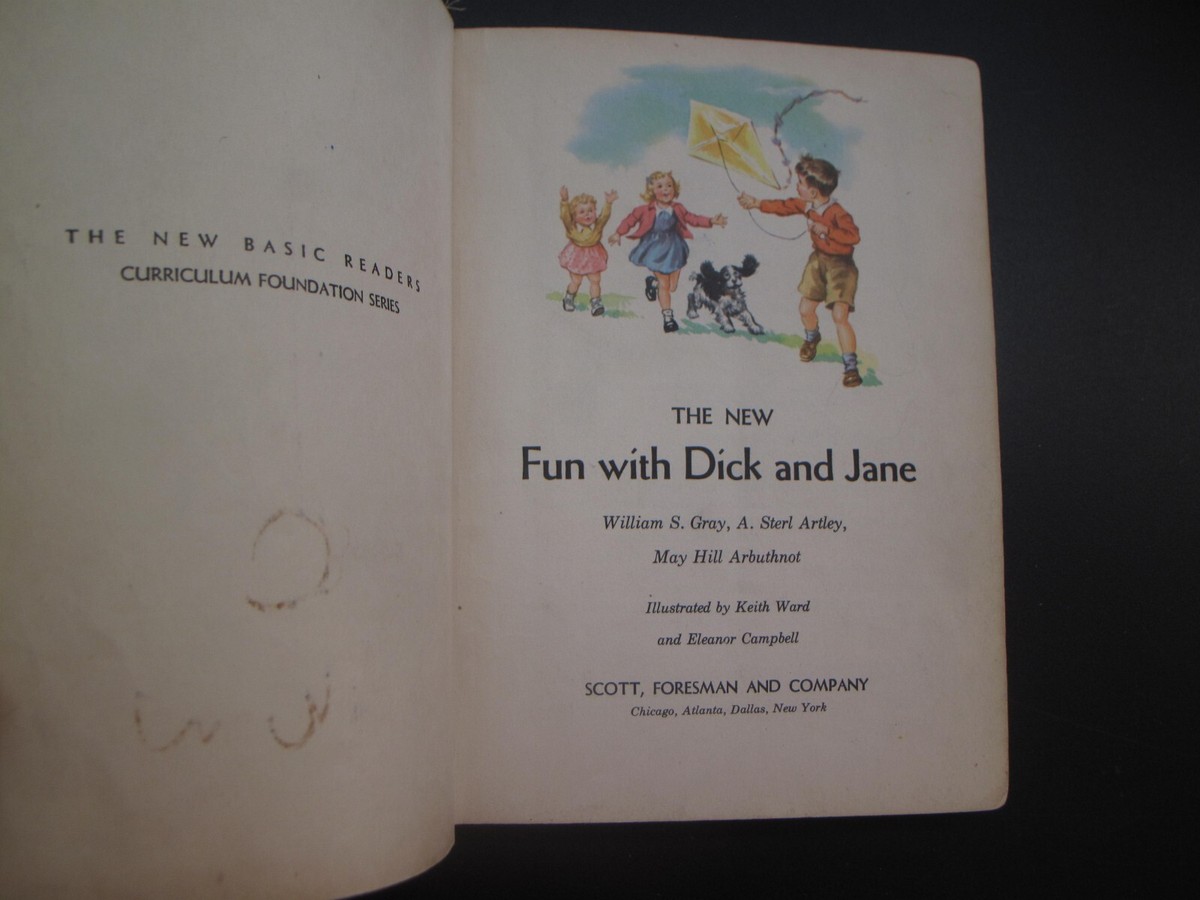 THE NEW BASIC READERS
CURRICULUM FOUNDATION SERIES
THE NEW
Fun with Dick and Jane
William S. Gray, A. Sterl Artley,
May Hill Arbuthnot
Illustrated by Keith Ward
and Eleanor Campbell
SCOTT, FORESMAN AND COMPANY
Chicago, Atlanta, Dallas, New York